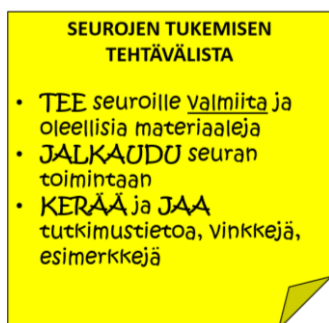 SEUROJEN TUKEMISEN
TEHTÄVÄLISTA
• TEE seuroille valmiita ja
oleellisia materiaaleja
• JALKAUDU seuran
toimintaan
• KERÄÄ ja JAA
tutkimustietoa, vinkkejä,
esimerkkejä